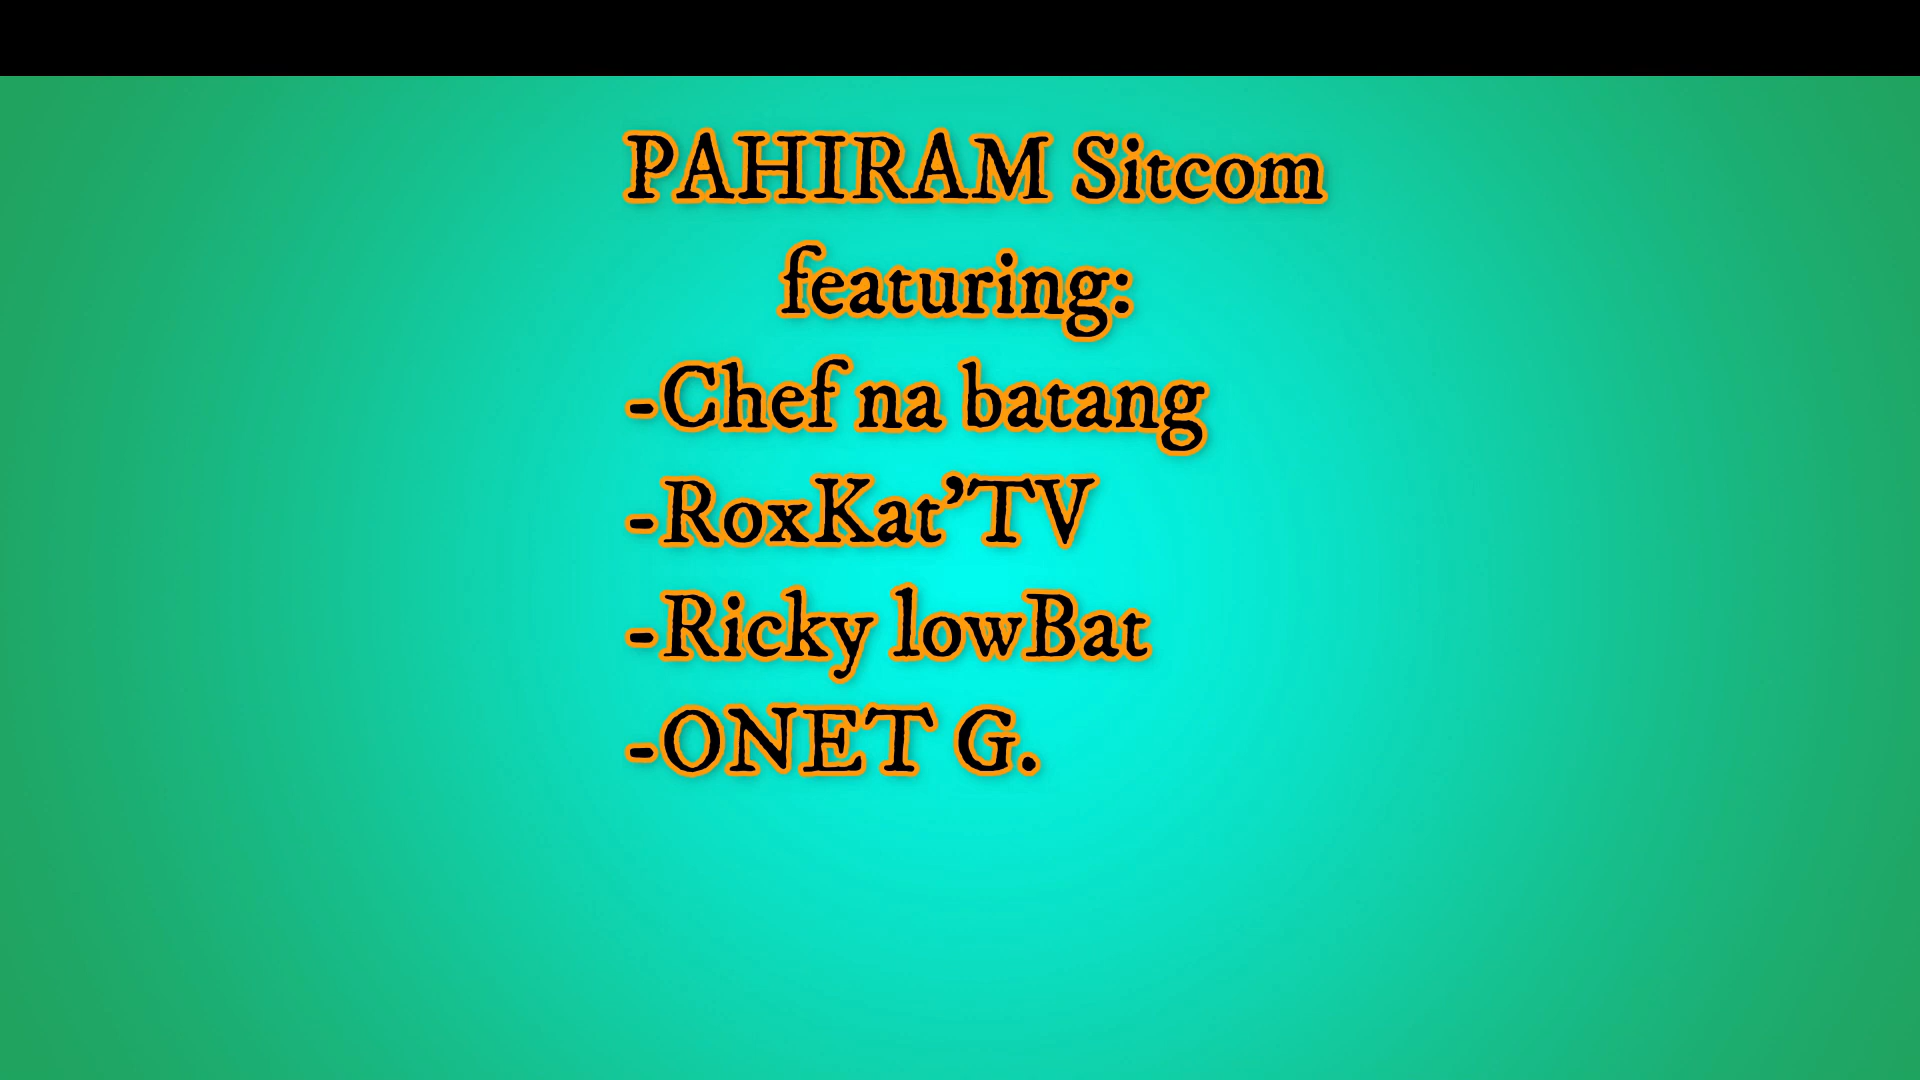 PAHIRAM Sitcom
featuring:
-Chef na batang
-RoxKat’TV
-Ricky lowBat
-ONET G.